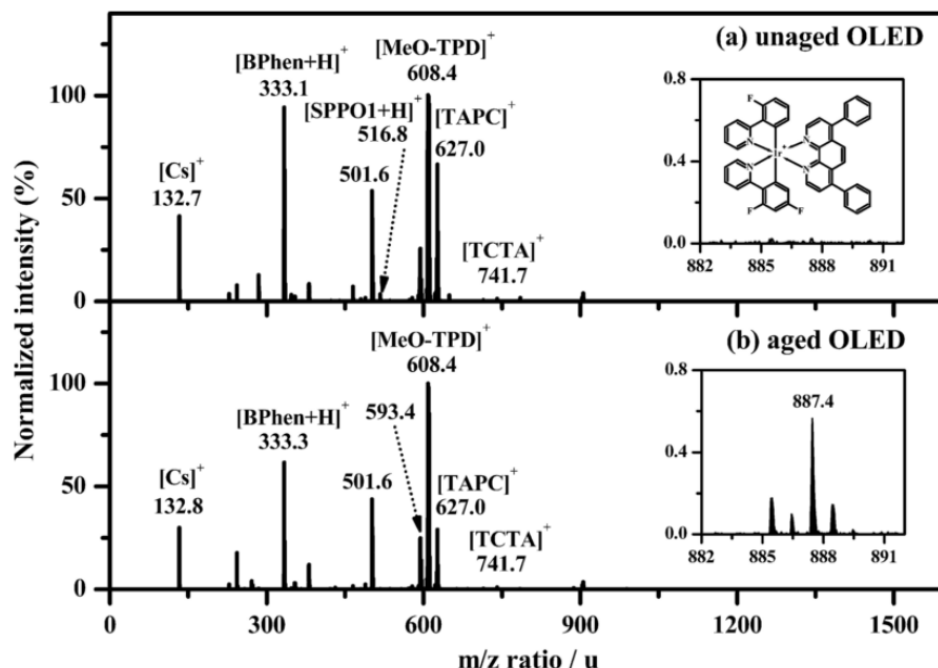 (a) unaged OLED
[MeO-TPD]+
608.4
[BPhen+H]+
333.1
[SPPO1+H]+
516.8
[TAPC]+
627.0
[Cs]+
132.7
501.6
[TCTA]+
741.7
100
50
0
0.8
0.4
0.0
882 885 888 891
F
N
N
Ir+
N
N
F
F
(b) aged OLED
[MeO-TPD]+
608.4
593.4
[BPhen+H]+
333.3
[Cs]+
132.8
501.6
[TAPC]+
627.0
[TCTA]+
741.7
100
50
0
0.8
0.4
0.0
887.4
882 885 888 891
0 300 600 900 1200 1500
m/z ratio / u
Normalized intensity (%)